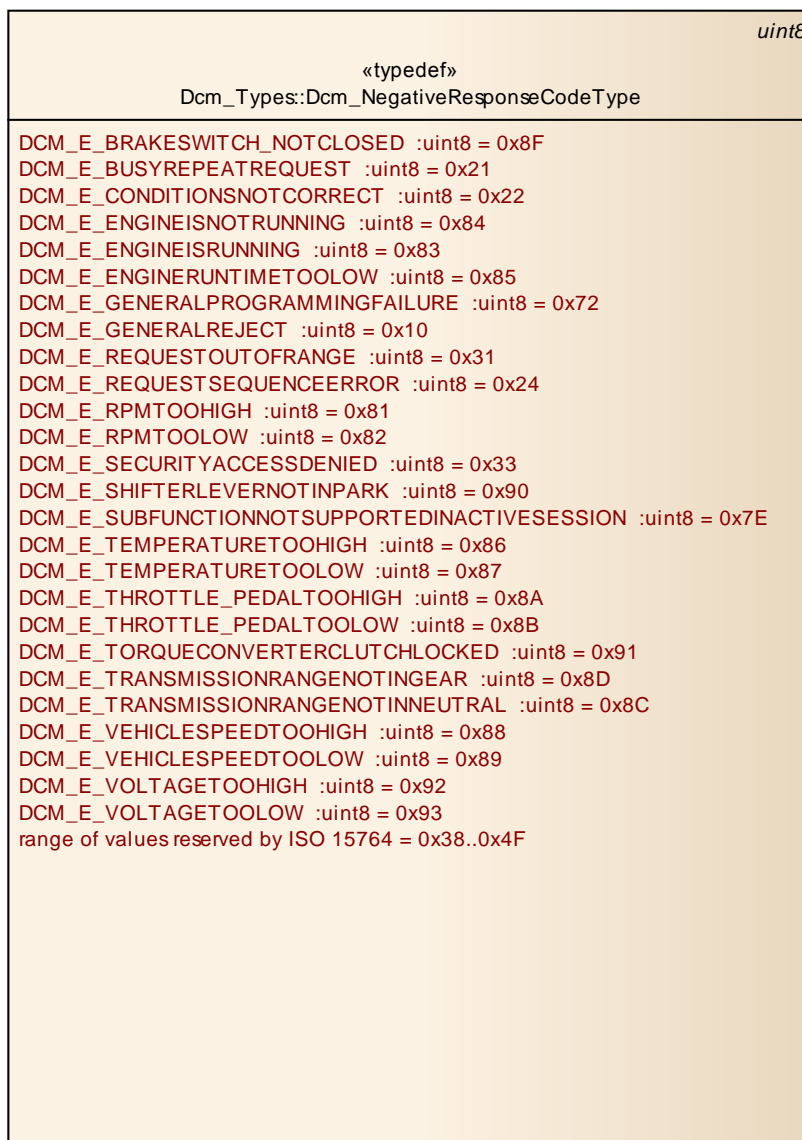 uint8
«typedef»
Dcm_Types::Dcm_NegativeResponseCodeType
DCM_E_BRAKESWITCH_NOTCLOSED :uint8 = 0x8F
DCM_E_BUSYREPEATREQUEST :uint8 = 0x21
DCM_E_CONDITIONSNOTCORRECT :uint8 = 0x22
DCM_E_ENGINEISNOTRUNNING :uint8 = 0x84
DCM_E_ENGINEISRUNNING :uint8 = 0x83
DCM_E_ENGINERUNTIMETOOLOW :uint8 = 0x85
DCM_E_GENERALPROGRAMMINGFAILURE :uint8 = 0x72
DCM_E_GENERALREJECT :uint8 = 0x10
DCM_E_REQUESTOUTOFRANGE :uint8 = 0x31
DCM_E_REQUESTSEQUENCEERROR :uint8 = 0x24
DCM_E_RPMTOOHIGH :uint8 = 0x81
DCM_E_RPMTOOLOW :uint8 = 0x82
DCM_E_SECURITYACCESSDENIED :uint8 = 0x33
DCM_E_SHIFTERLEVERNOTINPARK :uint8 = 0x90
DCM_E_SUBFUNCTIONNOTSUPPORTEDINACTIVESESSION :uint8 = 0x7E
DCM_E_TEMPERATURETOOHIGH :uint8 = 0x86
DCM_E_TEMPERATURETOOLOW :uint8 = 0x87
DCM_E_THROTTLE_PEDALTOOHIGH :uint8 = 0x8A
DCM_E_THROTTLE_PEDALTOOLOW :uint8 = 0x8B
DCM_E_TORQUECONVERTERCLUTCHLOCKED :uint8 = 0x91
DCM_E_TRANSMISSIONRANGENOTINGEAR :uint8 = 0x8D
DCM_E_TRANSMISSIONRANGENOTINNEUTRAL :uint8 = 0x8C
DCM_E_VEHICLESPEEDTOOHIGH :uint8 = 0x88
DCM_E_VEHICLESPEEDTOOLOW :uint8 = 0x89
DCM_E_VOLTAGETOOHIGH :uint8 = 0x92
DCM_E_VOLTAGETOOLOW :uint8 = 0x93
range of values reserved by ISO 15764 = 0x38..0x4F